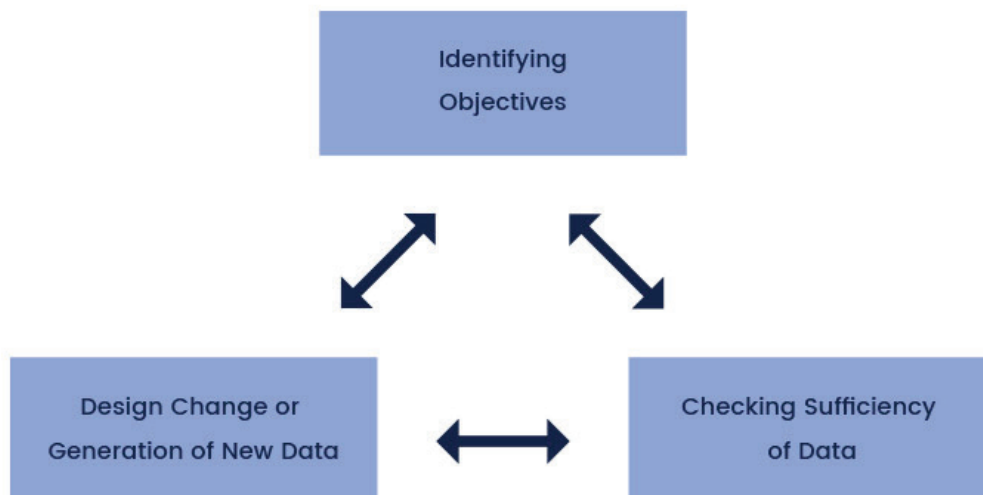 Identifying
Objectives
Design Change or
Generation of New Data
Checking Sufficiency
of Data